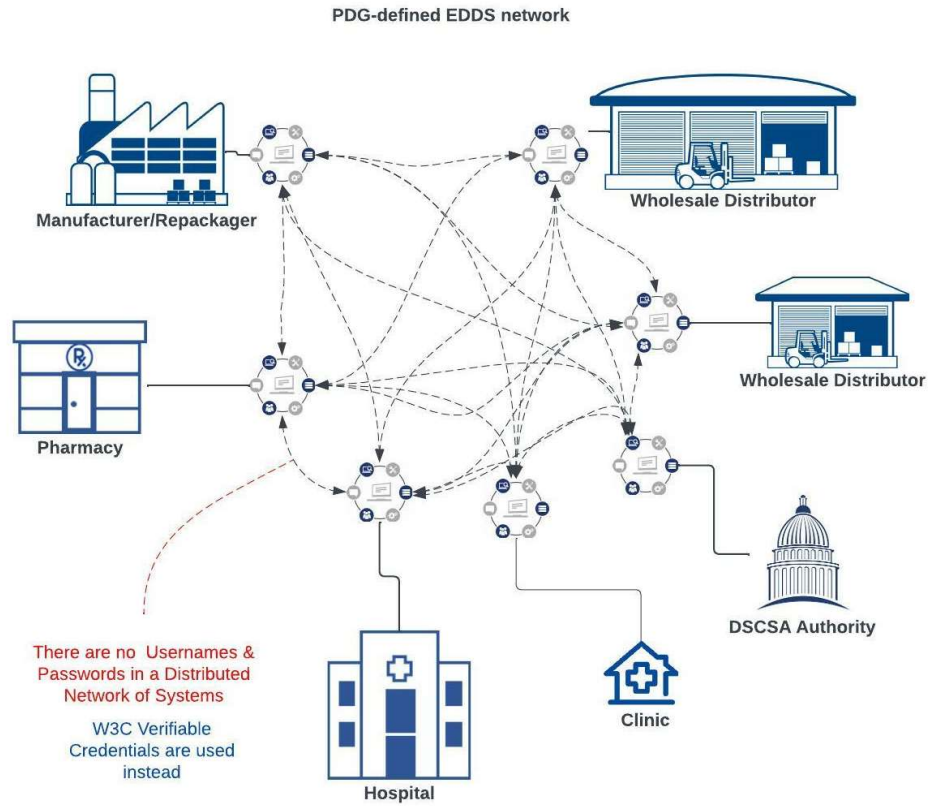 PDG-defined EDDS network
Manufacturer/Repackager
Wholesale Distributor
Wholesale Distributor
Pharmacy
DSCSA Authority
There are no Usernames &
Passwords in a Distributed
Network of Systems
W3C Verifiable
Credentials are used
instead
Clinic
Hospital